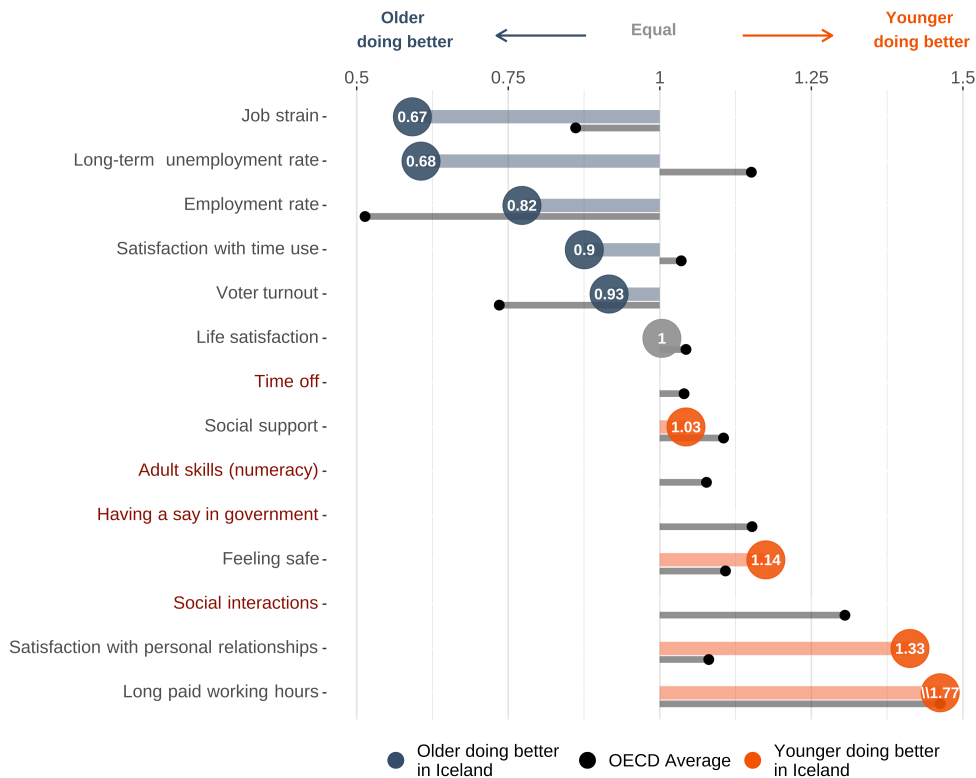 Older
doing better
Equal
Younger
doing better
0.5 0.75 1 1.25 1.5
Job strain 0.67
Long-term unemployment rate 0.68
Employment rate 0.82
Satisfaction with time use 0.9
Voter turnout 0.93
Life satisfaction 1
Time off
Social support 1.03
Adult skills (numeracy)
Having a say in government
Feeling safe 1.14
Social interactions
Satisfaction with personal relationships 1.33
Long paid working hours \\1.77
Older doing better
in Iceland
OECD Average
Younger doing better
in Iceland